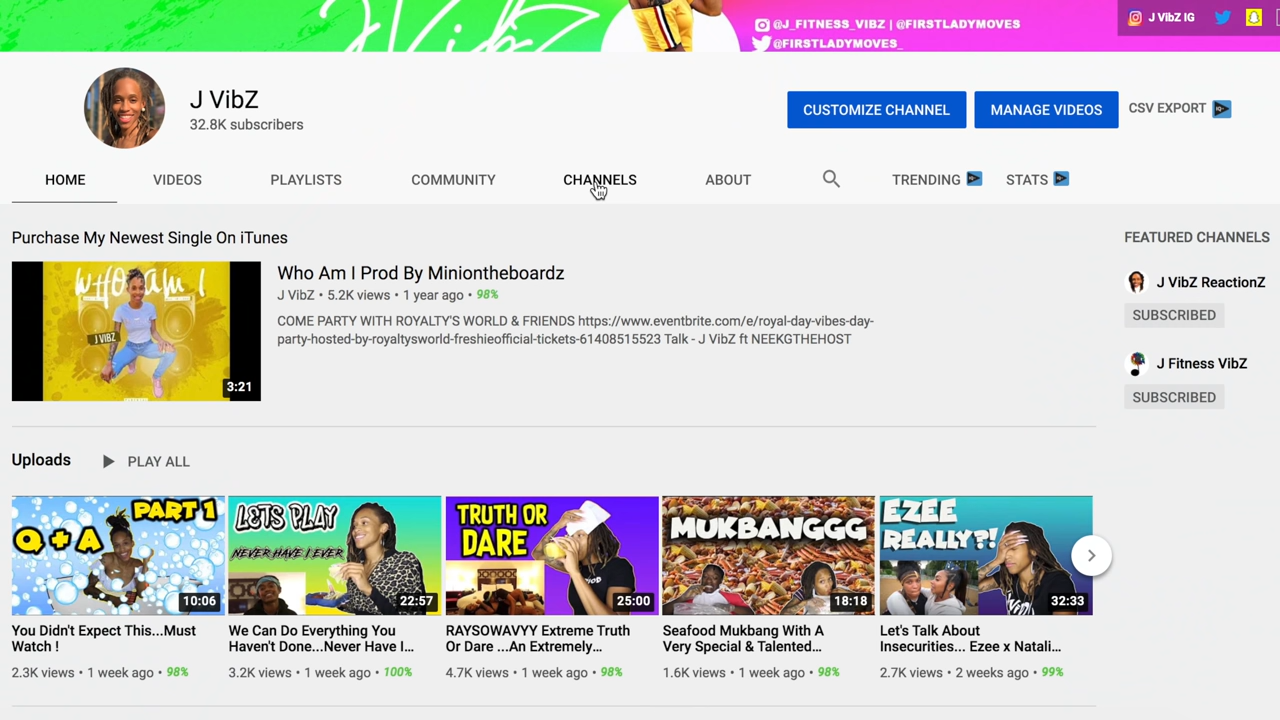 J VibZ
@J_FITNESS_VIBZ | @FIRSTLADYMOVES
@FIRSTLADYMOVES_
J VibZ IG
J VibZ
32.8K subscribers
CUSTOMIZE CHANNEL
MANAGE VIDEOS
CSV EXPORT
HOME
VIDEOS
PLAYLISTS
COMMUNITY
CHANNELS
ABOUT
TRENDING
STATS
Purchase My Newest Single On iTunes
WHO AM I
J VIBZ
3:21
Who Am I Prod By Miniontheboardz
J VibZ • 5.2K views • 1 year ago • 98%
COME PARTY WITH ROYALTY'S WORLD & FRIENDS https://www.eventbrite.com/e/royal-day-vibes-day-
party-hosted-by-royaltysworld-freshieofficial-tickets-61408515523 Talk - J VibZ ft NEEKGTHEHOST
FEATURED CHANNELS
J VibZ ReactionZ
SUBSCRIBED
J Fitness VibZ
SUBSCRIBED
Uploads
PLAY ALL
PART 1
Q + A
10:06
LETS PLAY
NEVER HAVE I EVER
22:57
TRUTH OR
DARE
25:00
MUKBANGGG
18:18
EZEE
REALLY?!
32:33
You Didn't Expect This...Must
Watch !
2.3K views • 1 week ago • 98%
We Can Do Everything You
Haven't Done...Never Have I...
3.2K views • 1 week ago • 100%
RAYSOWAVYY Extreme Truth
Or Dare ...An Extremely...
4.7K views • 1 week ago • 98%
Seafood Mukbang With A
Very Special & Talented...
1.6K views • 1 week ago • 98%
Let's Talk About
Insecurities... Ezee x Natali...
2.7K views • 2 weeks ago • 99%